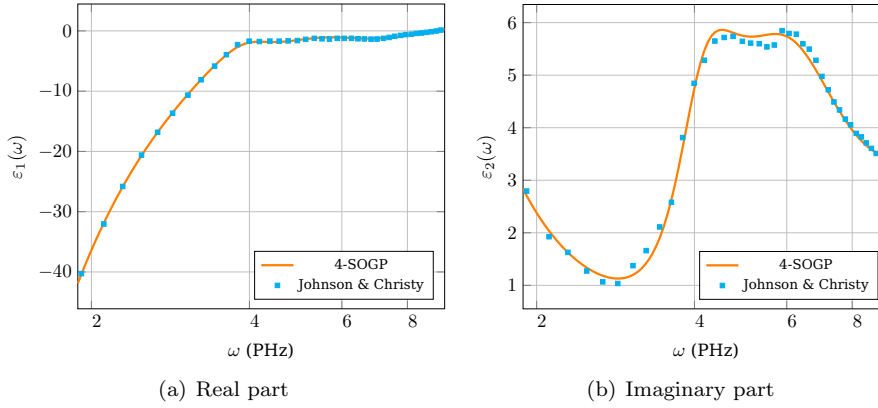 0
−10
−20
−30
−40
2
4
6
8
ε₁(ω)
ω (PHz)
4-SOGP
Johnson & Christy
(a) Real part
6
5
4
3
2
1
2
4
6
8
ε₂(ω)
ω (PHz)
4-SOGP
Johnson & Christy
(b) Imaginary part